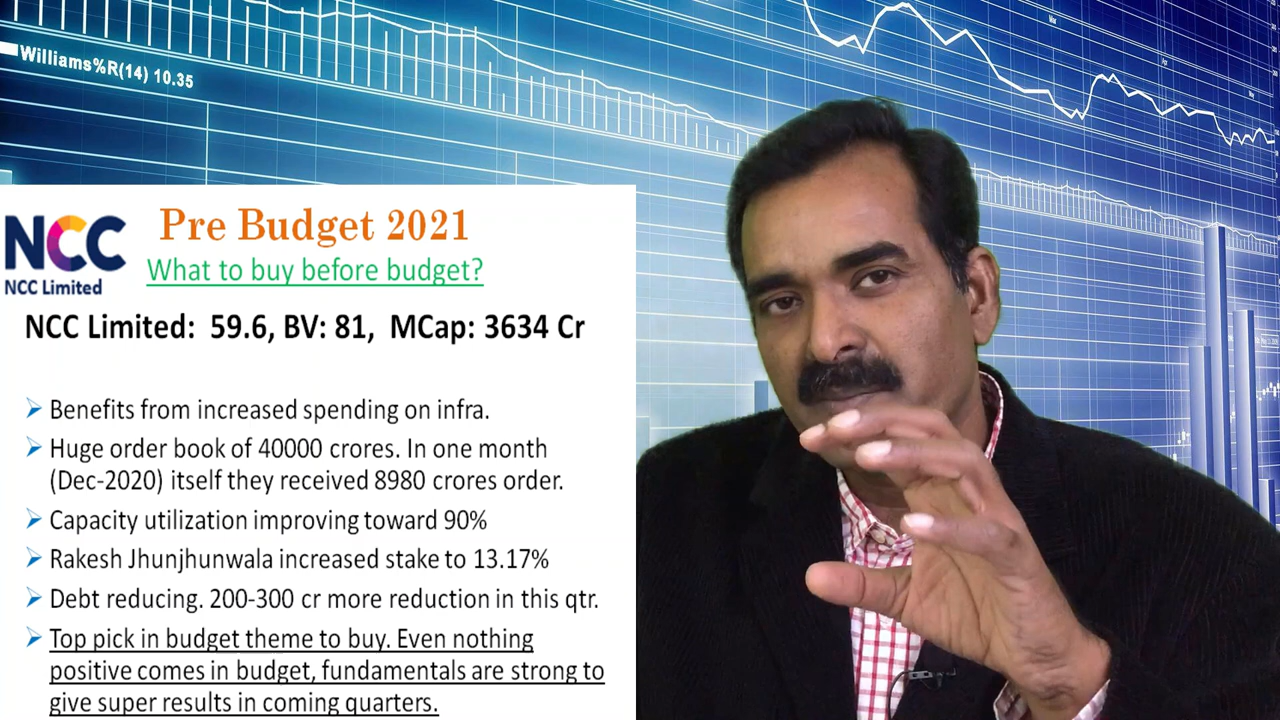 Williams%R(14) 10.35
NCC
NCC Limited
Pre Budget 2021
What to buy before budget?
NCC Limited: 59.6, BV: 81, MCap: 3634 Cr
➢ Benefits from increased spending on infra.
➢ Huge order book of 40000 crores. In one month
(Dec-2020) itself they received 8980 crores order.
➢ Capacity utilization improving toward 90%
➢ Rakesh Jhunjhunwala increased stake to 13.17%
➢ Debt reducing. 200-300 cr more reduction in this qtr.
➢ Top pick in budget theme to buy. Even nothing
positive comes in budget, fundamentals are strong to
give super results in coming quarters.